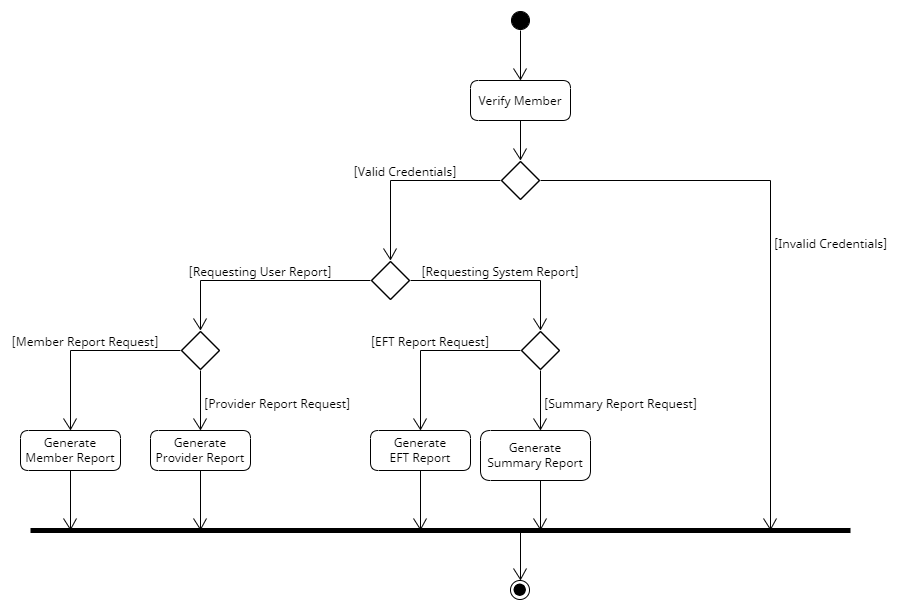 Verify Member
[Valid Credentials]
[Invalid Credentials]
[Requesting User Report]
[Requesting System Report]
[Member Report Request]
[EFT Report Request]
[Provider Report Request]
[Summary Report Request]
Generate
Member Report
Generate
Provider Report
Generate
EFT Report
Generate
Summary Report